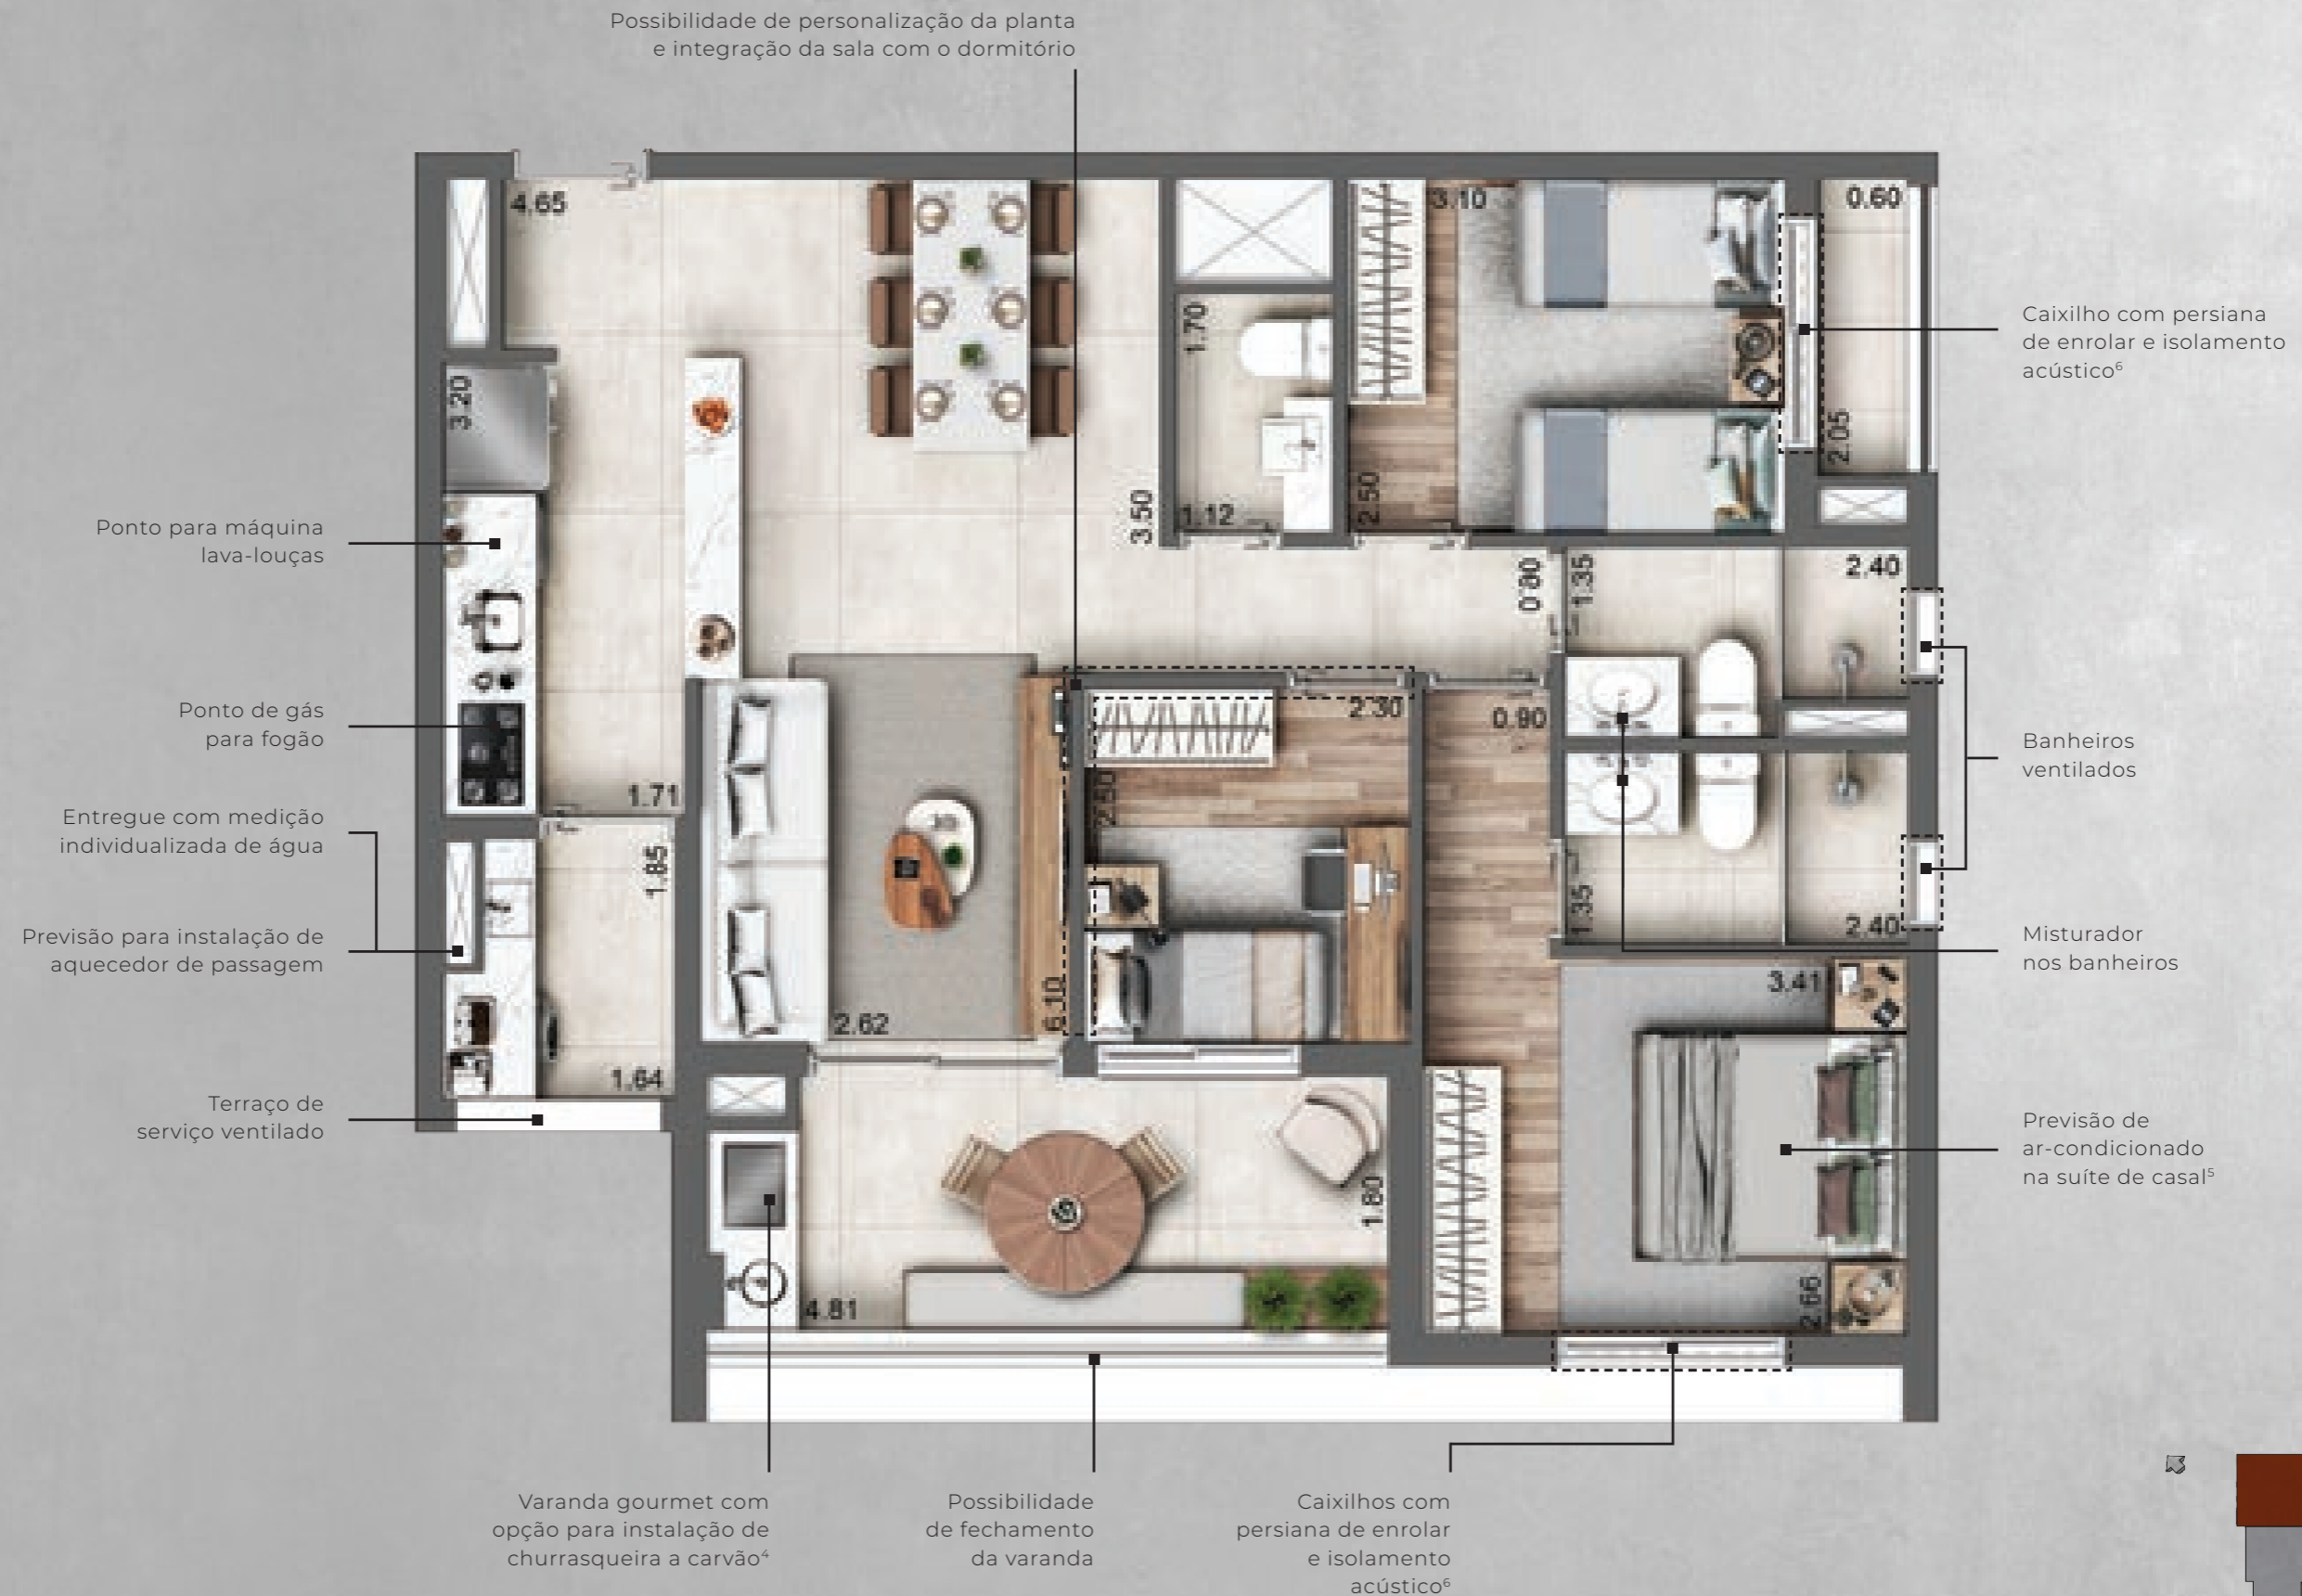 Possibilidade de personalização da planta
e integração da sala com o dormitório
4.65
3.10
0.60
1.70
3.20
Caixilho com persiana
de enrolar e isolamento
acústico⁶
2.05
2.50
3.50
1.12
Ponto para máquina
lava-louças
0.80
1.35
2.40
Ponto de gás
para fogão
2.30
0.90
Banheiros
ventilados
2.50
1.71
Entregue com medição
individualizada de água
1.85
1.35
2.40
Previsão para instalação de
aquecedor de passagem
Misturador
nos banheiros
3.41
6.10
2.62
1.64
Terraço de
serviço ventilado
Previsão de
ar-condicionado
na suíte de casal⁵
1.80
4.81
2.66
Varanda gourmet com
opção para instalação de
churrasqueira a carvão⁴
Possibilidade
de fechamento
da varanda
Caixilhos com
persiana de enrolar
e isolamento
acústico⁶